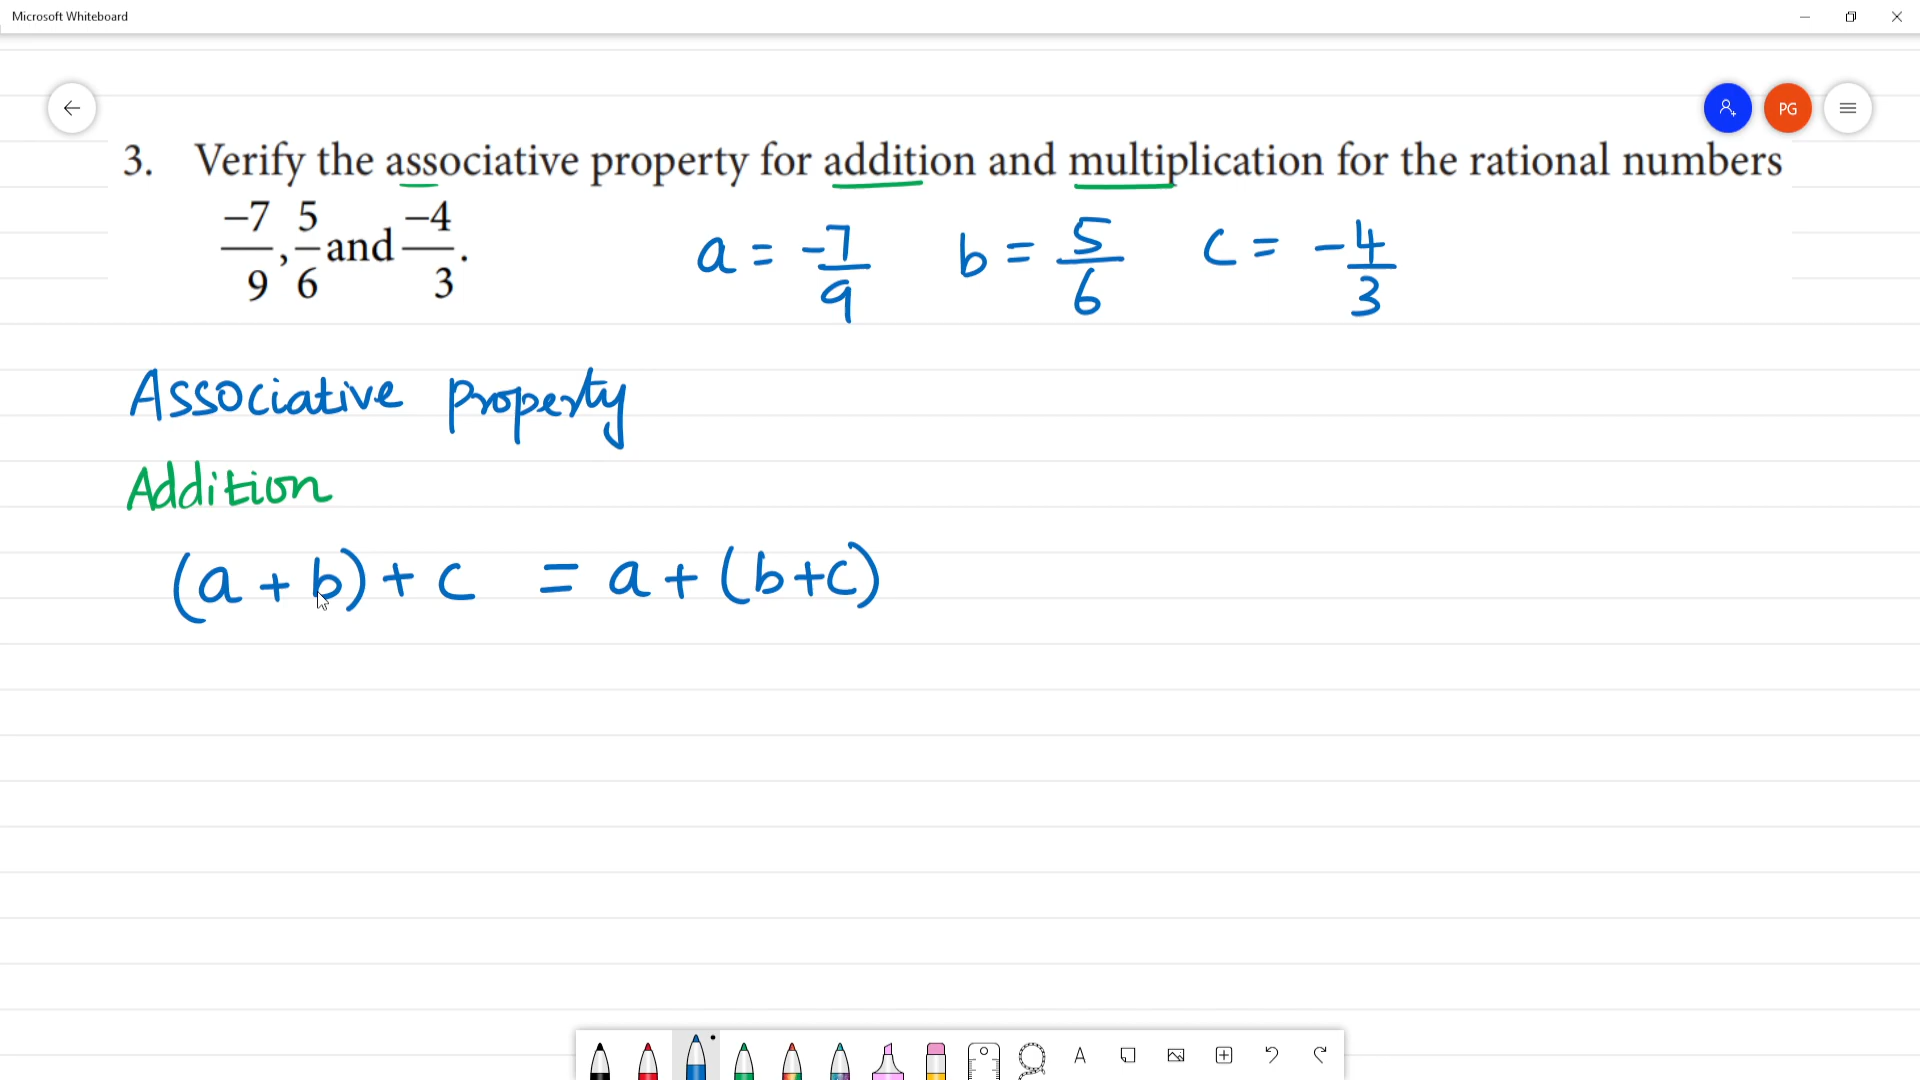 Microsoft Whiteboard
PG
3. Verify the associative property for addition and multiplication for the rational numbers
−7/9, 5/6 and −4/3.
a = -7/9 b = 5/6 c = -4/3
Associative Property
Addition
(a + b) + c = a + (b+c)
A